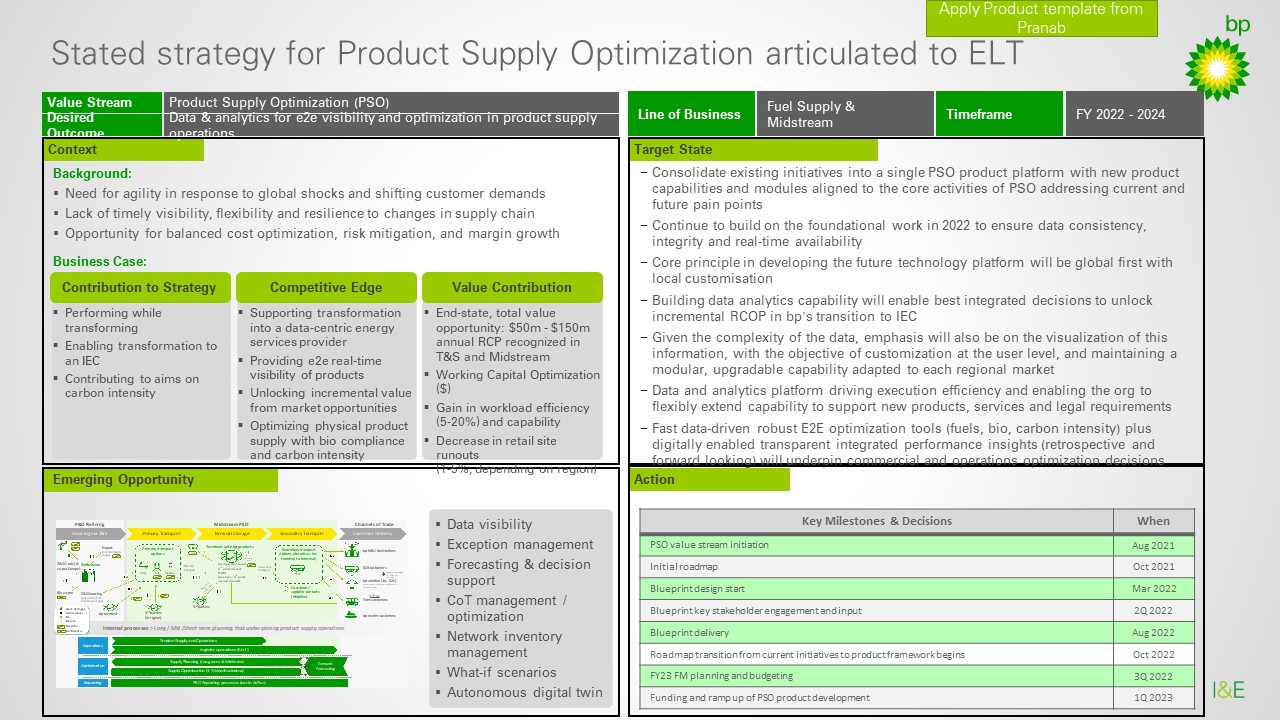 Apply Product template from
Pranab
bp
Stated strategy for Product Supply Optimization articulated to ELT
Value Stream
Product Supply Optimization (PSO)
Desired
Outcome
Data & analytics for e2e visibility and optimization in product supply
operations
Line of Business
Fuel Supply &
Midstream
Timeframe
FY 2022 - 2024
Context
Background:
▪ Need for agility in response to global shocks and shifting customer demands
▪ Lack of timely visibility, flexibility and resilience to changes in supply chain
▪ Opportunity for balanced cost optimization, risk mitigation, and margin growth
Business Case:
Contribution to Strategy
▪ Performing while
transforming
▪ Enabling transformation to
an IEC
▪ Contributing to aims on
carbon intensity
Competitive Edge
▪ Supporting transformation
into a data-centric energy
services provider
▪ Providing e2e real-time
visibility of products
▪ Unlocking incremental value
from market opportunities
▪ Optimizing physical product
supply with bio compliance
and carbon intensity
Value Contribution
▪ End-state, total value
opportunity: $50m - $150m
annual RCP recognized in
T&S and Midstream
▪ Working Capital Optimization
($)
▪ Gain in workload efficiency
(5-20%) and capability
▪ Decrease in retail site
runouts
(1-5%, depending on region)
Target State
– Consolidate existing initiatives into a single PSO product platform with new product
capabilities and modules aligned to the core activities of PSO addressing current and
future pain points
– Continue to build on the foundational work in 2022 to ensure data consistency,
integrity and real-time availability
– Core principle in developing the future technology platform will be global first with
local customisation
– Building data analytics capability will enable best integrated decisions to unlock
incremental RCOP in bp's transition to IEC
– Given the complexity of the data, emphasis will also be on the visualization of this
information, with the objective of customization at the user level, and maintaining a
modular, upgradable capability adapted to each regional market
– Data and analytics platform driving execution efficiency and enabling the org to
flexibly extend capability to support new products, services and legal requirements
– Fast data-driven robust E2E optimization tools (fuels, bio, carbon intensity) plus
digitally enabled transparent integrated performance insights (retrospective and
forward looking) will underpin commercial and operations optimization decisions
Emerging Opportunity
P&O Refining
Midstream PSO
Channels of Trade
Primary Transport
Terminal storage
Secondary transport
Customer Delivery
Internal processes > Long / Mid /Short term planning that underpinning product supply operations
Operations
Product Supply and Operations
Optimisation
Demand
Forecasting
Reporting
▪ Data visibility
▪ Exception management
▪ Forecasting & decision
support
▪ CoT management /
optimization
▪ Network inventory
management
▪ What-if scenarios
▪ Autonomous digital twin
Action
Key Milestones & Decisions When
PSO value stream initiation Aug 2021
Initial roadmap Oct 2021
Blueprint design start Mar 2022
Blueprint key stakeholder engagement and input 2Q 2022
Blueprint delivery Aug 2022
Roadmap transition from current initiatives into product Oct 2022
FY23 FM planning and budgeting 3Q 2022
Funding and ramp up of PSO product development 1Q 2023
I&E